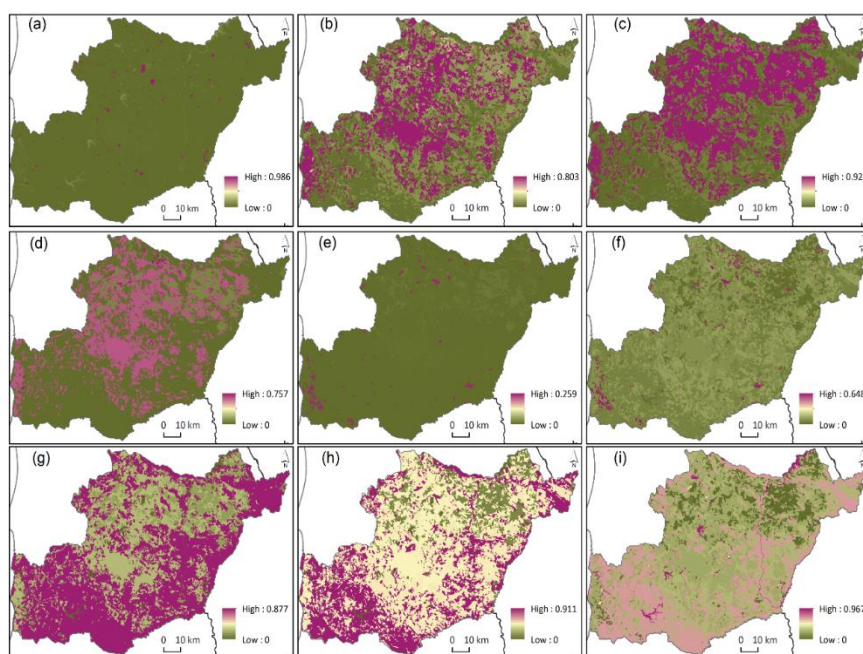 (a)
High : 0.986
Low : 0
0 10 km
(b)
High : 0.803
Low : 0
0 10 km
(c)
High : 0.92
Low : 0
0 10 km
(d)
High : 0.757
Low : 0
0 10 km
(e)
High : 0.259
Low : 0
0 10 km
(f)
High : 0.648
Low : 0
0 10 km
(g)
High : 0.877
Low : 0
0 10 km
(h)
High : 0.911
Low : 0
0 10 km
(i)
High : 0.967
Low : 0
0 10 km